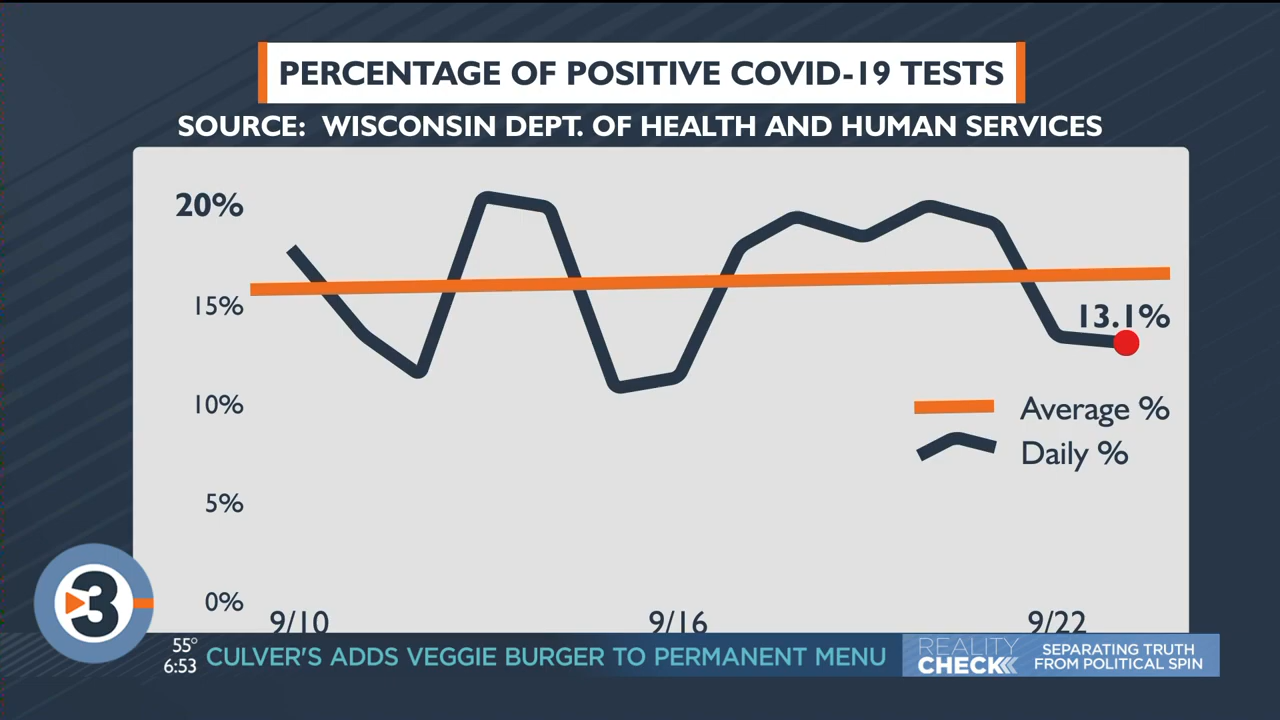 PERCENTAGE OF POSITIVE COVID-19 TESTS
SOURCE: WISCONSIN DEPT. OF HEALTH AND HUMAN SERVICES
20%
15%
13.1%
10%
Average %
Daily %
5%
0%
9/10
9/16
9/22
3
55°
6:53
CULVER'S ADDS VEGGIE BURGER TO PERMANENT MENU
REALITY
CHECK
SEPARATING TRUTH
FROM POLITICAL SPIN